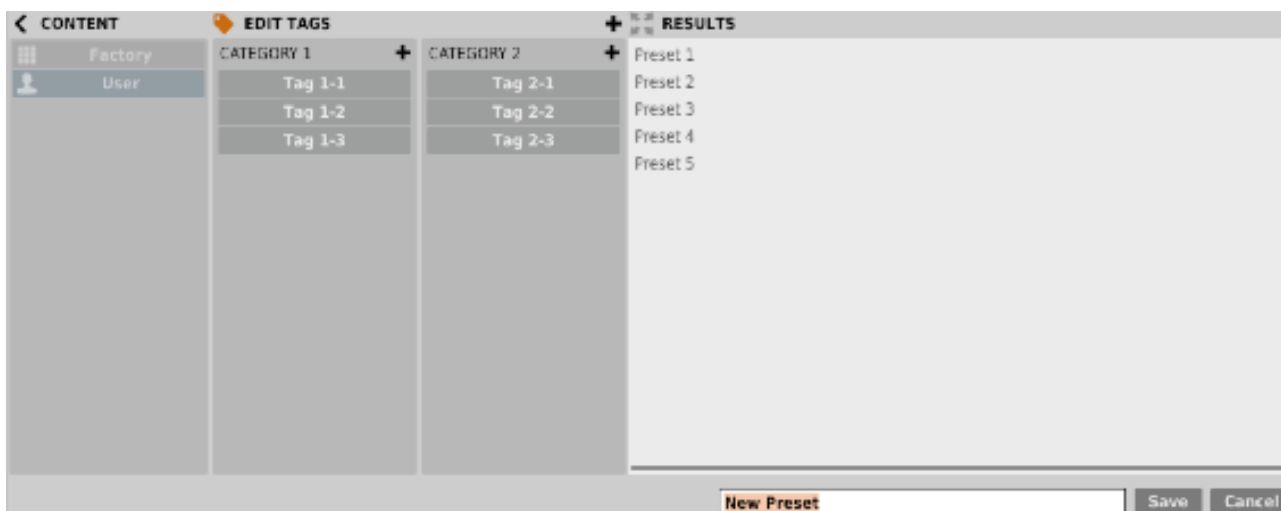 CONTENT
Factory
User
EDIT TAGS
CATEGORY 1
Tag 1-1
Tag 1-2
Tag 1-3
CATEGORY 2
Tag 2-1
Tag 2-2
Tag 2-3
RESULTS
Preset 1
Preset 2
Preset 3
Preset 4
Preset 5
New Preset
Save
Cancel